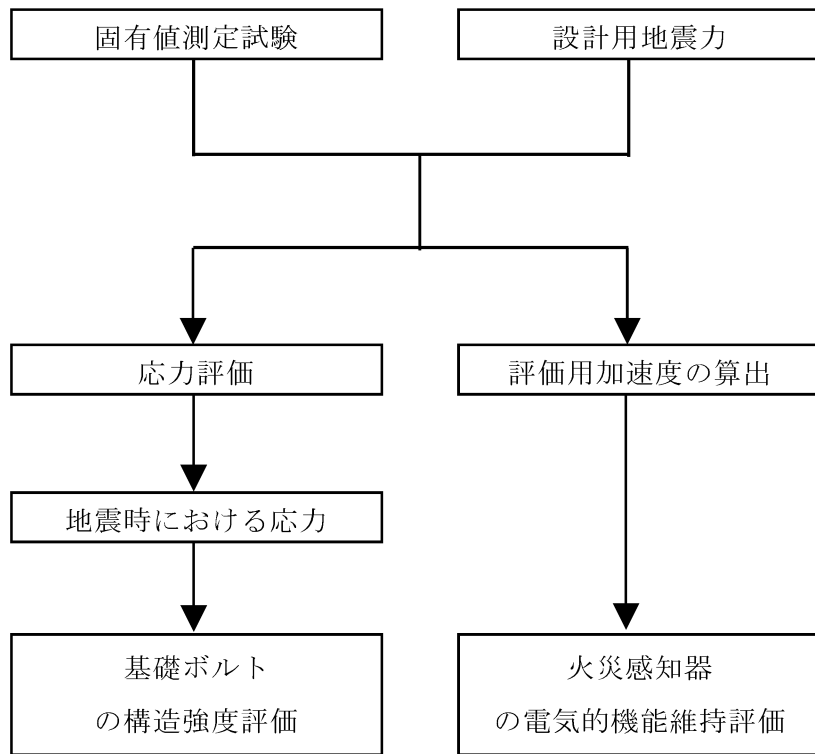 固有値測定試験
設計用地震力
応力評価
評価用加速度の算出
地震時における応力
基礎ボルト
の構造強度評価
火災感知器
の電気的機能維持評価